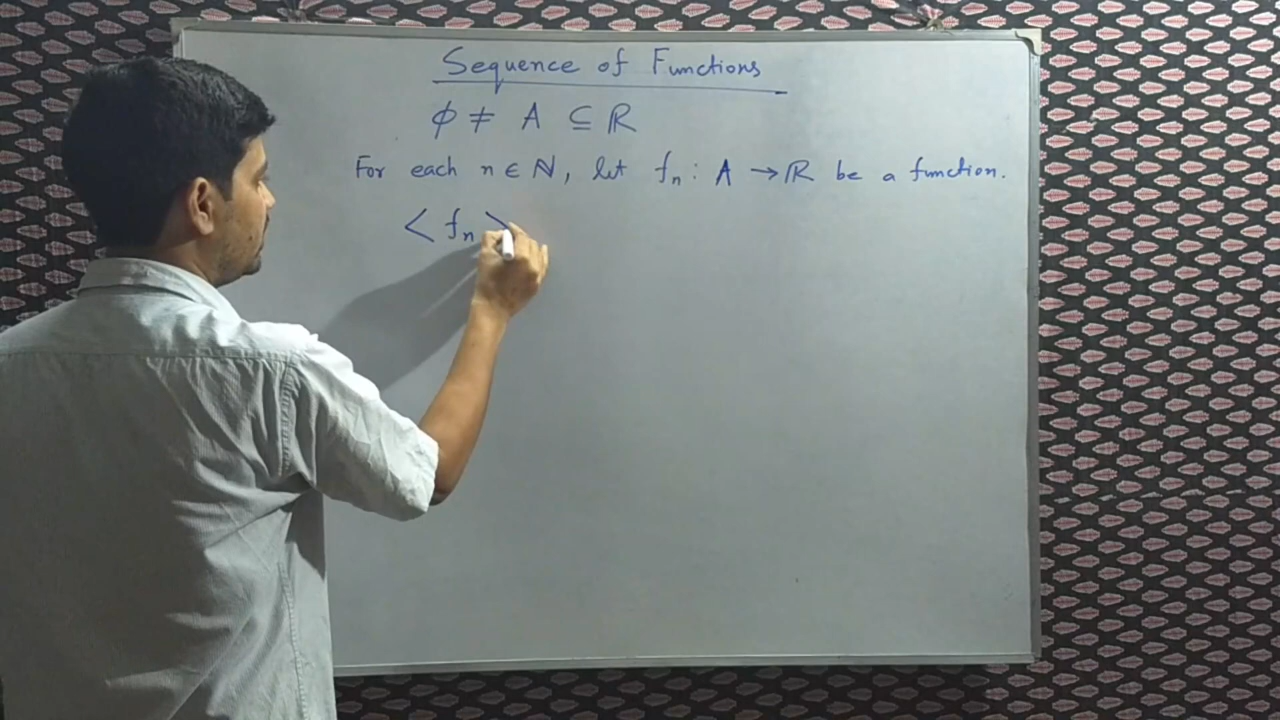 Sequence of Functions
ϕ ≠ A ⊆ ℝ
For each n ∈ ℕ, let fₙ : A → ℝ be a function.
< fₙ >